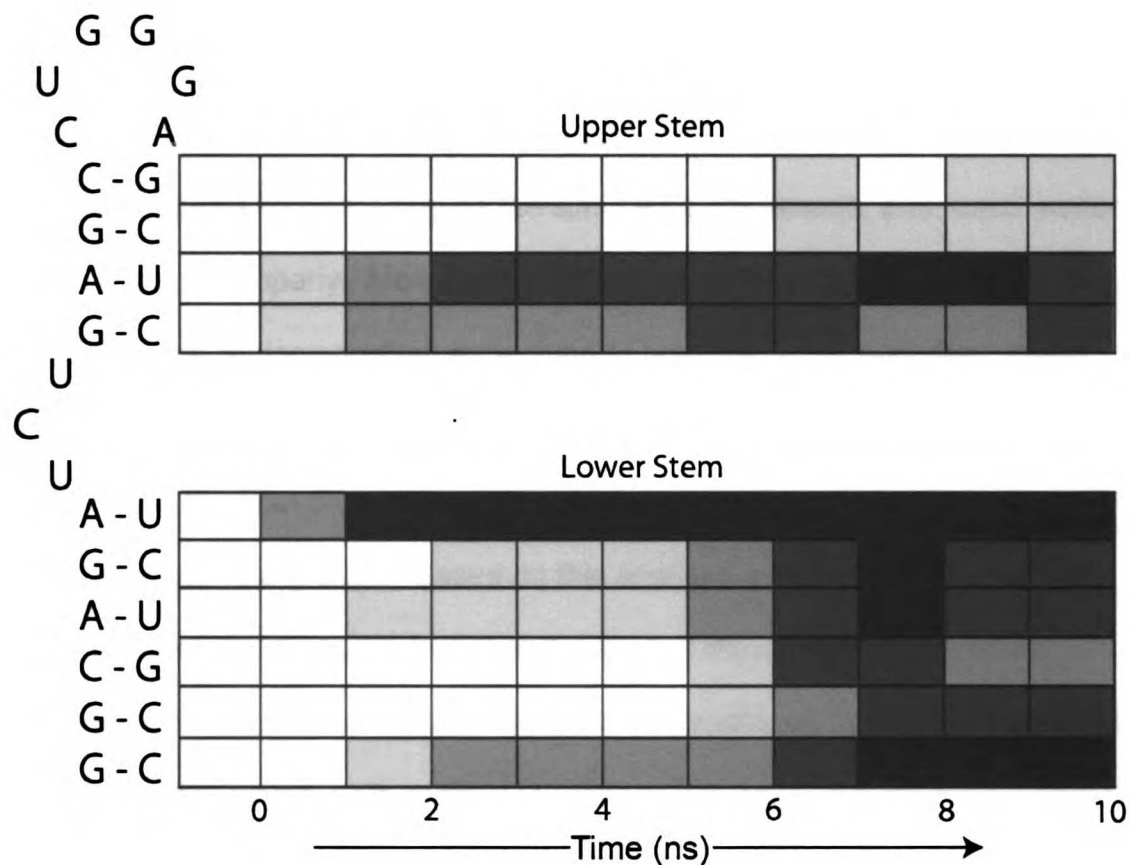 G G
U G
C A
Upper Stem
C - G
G - C
A - U
G - C
U
C
U
Lower Stem
A - U
G - C
A - U
C - G
G - C
G - C
0 2 4 6 8 10
Time (ns)